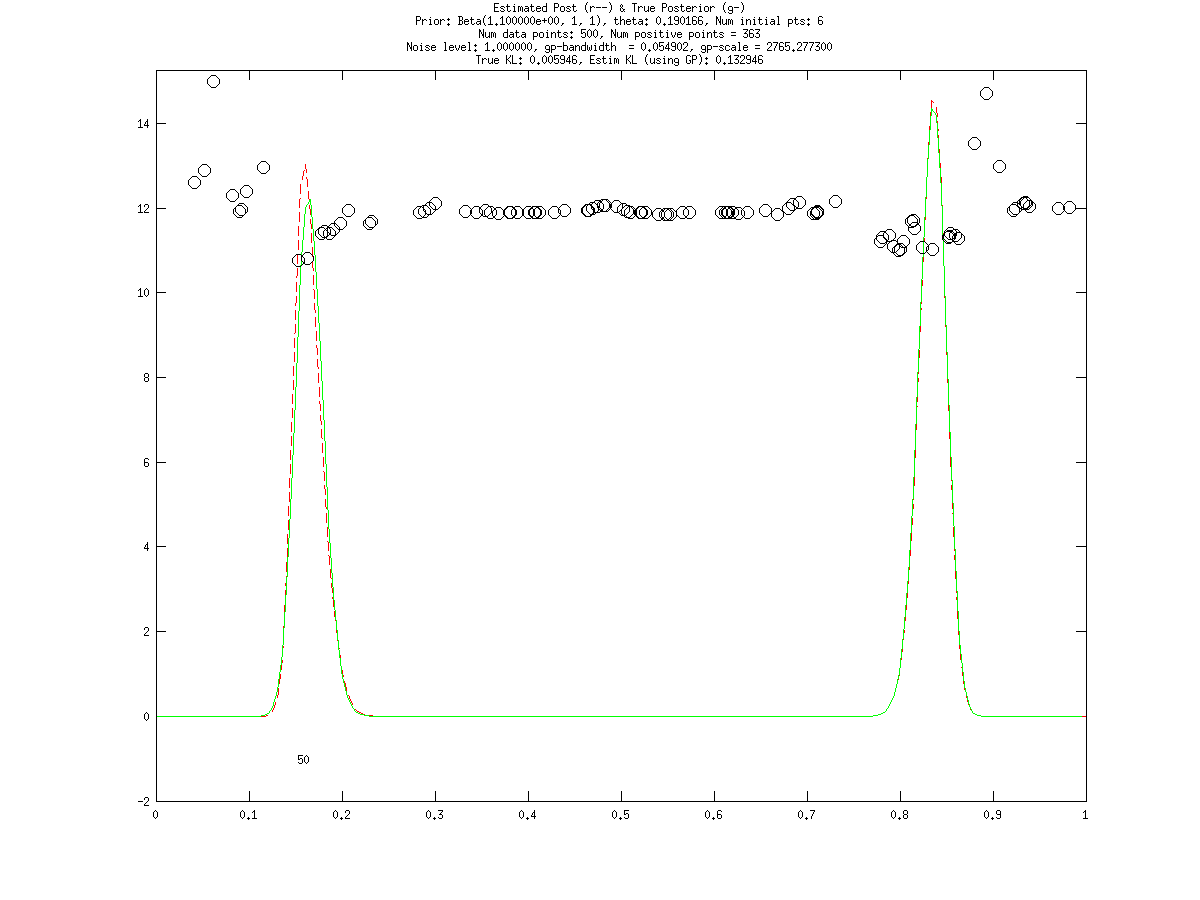 Estimated Post (r--) & True Posterior (g-)
Prior: Beta(1.100000e+00, 1, 1), theta: 0.190166, Num initial pts: 6
Num data points: 500, Num positive points = 363
Noise level: 1.000000, gp-bandwidth  = 0.054902, gp-scale = 2765.277300
True KL: 0.005946, Estim KL (using GP): 0.132946
14
12
10
8
6
4
2
0
50
-2
0 0.1 0.2 0.3 0.4 0.5 0.6 0.7 0.8 0.9 1